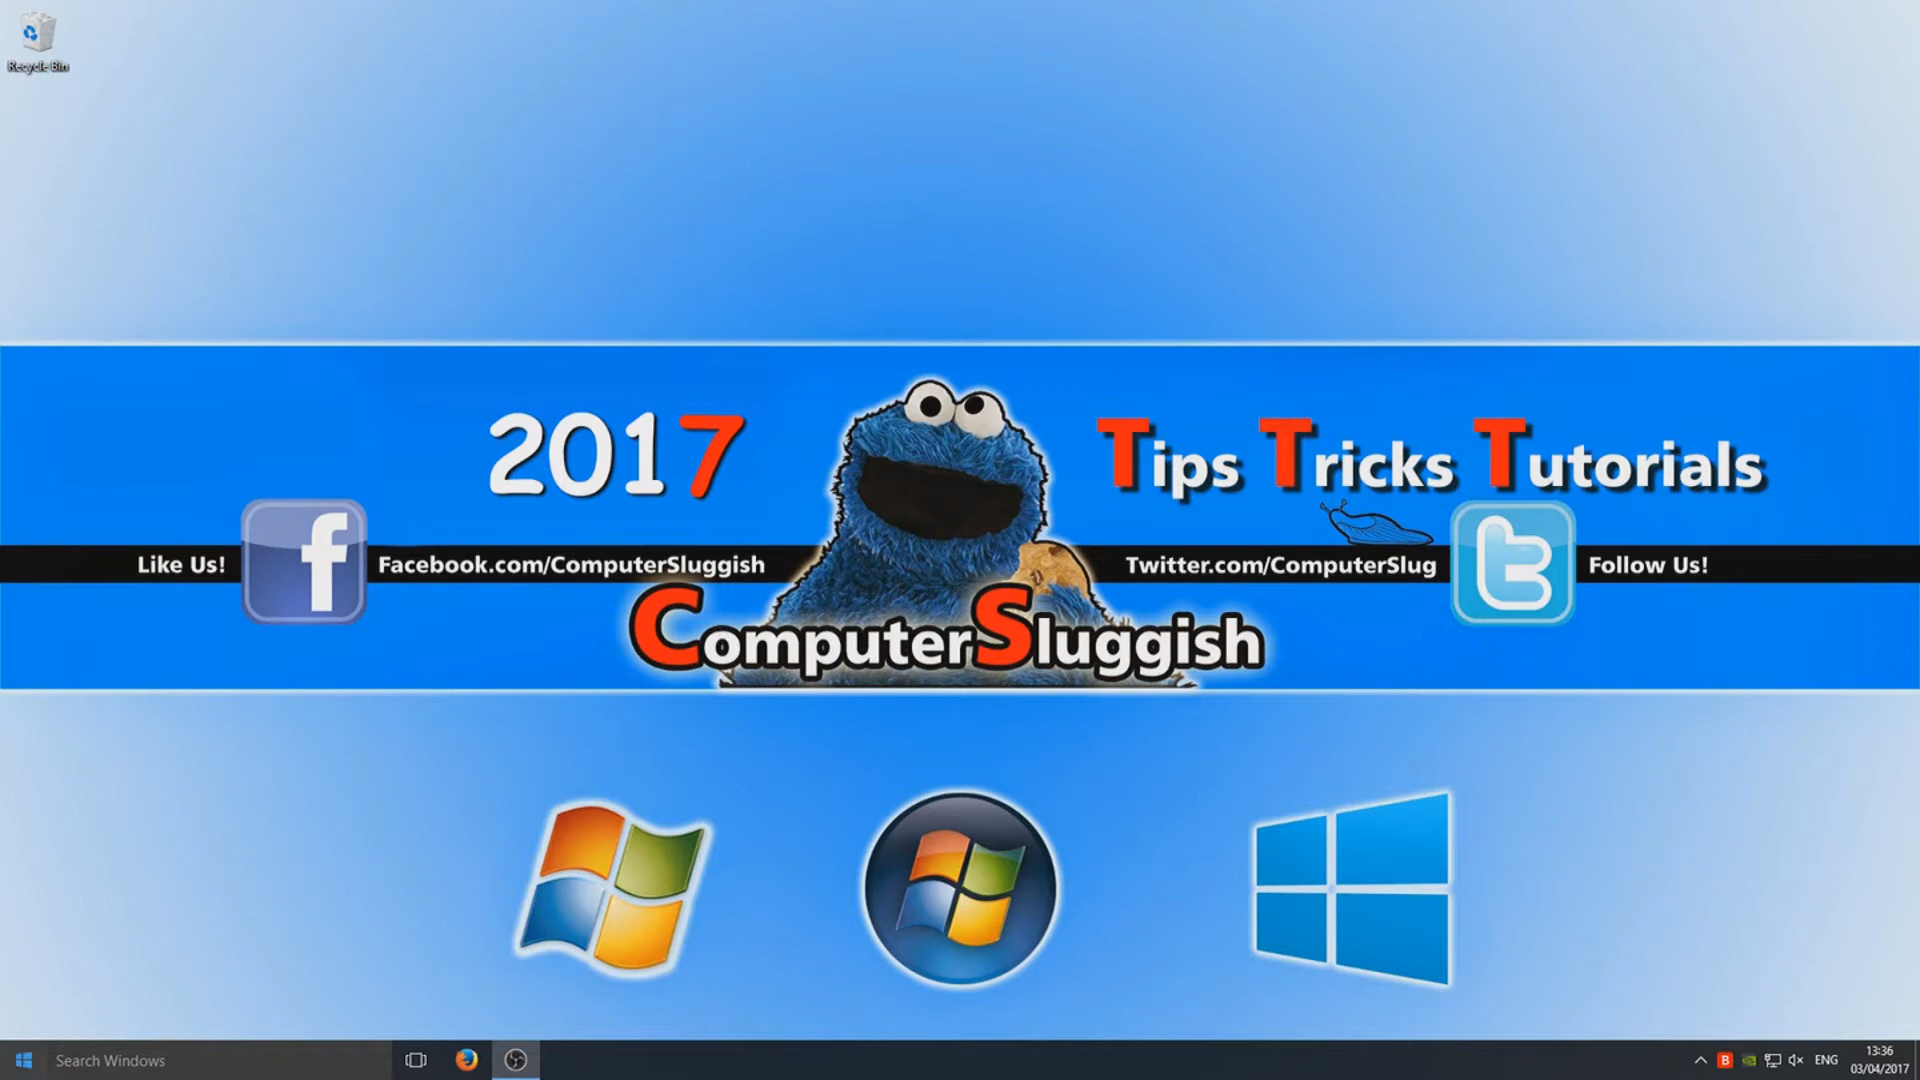 Recycle Bin
2017
Tips Tricks Tutorials
Like Us!
f
Facebook.com/ComputerSluggish
Twitter.com/ComputerSlug
t
Follow Us!
ComputerSluggish
Search Windows
B
ENG
13:36
03/04/2017